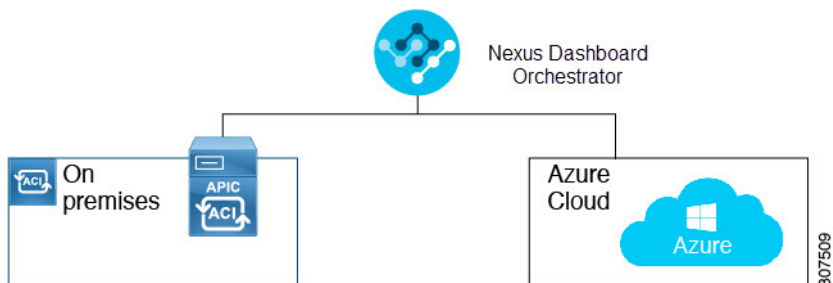 Nexus Dashboard
Orchestrator
ACI
On
premises
APIC
ACI
Azure
Cloud
Azure
307509